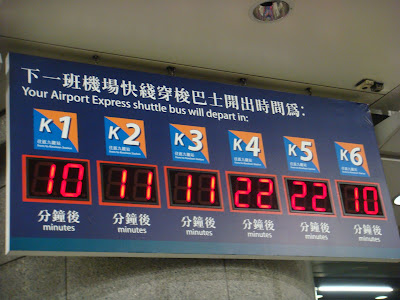 下一班機場快綫穿梭巴士開出時間爲：
Your Airport Express shuttle bus will depart in:
K1 K2 K3 K4 K5 K6
10 11 11 22 22 10
分鐘後 分鐘後 分鐘後 分鐘後 分鐘後 分鐘後
minutes minutes minutes minutes minutes minutes